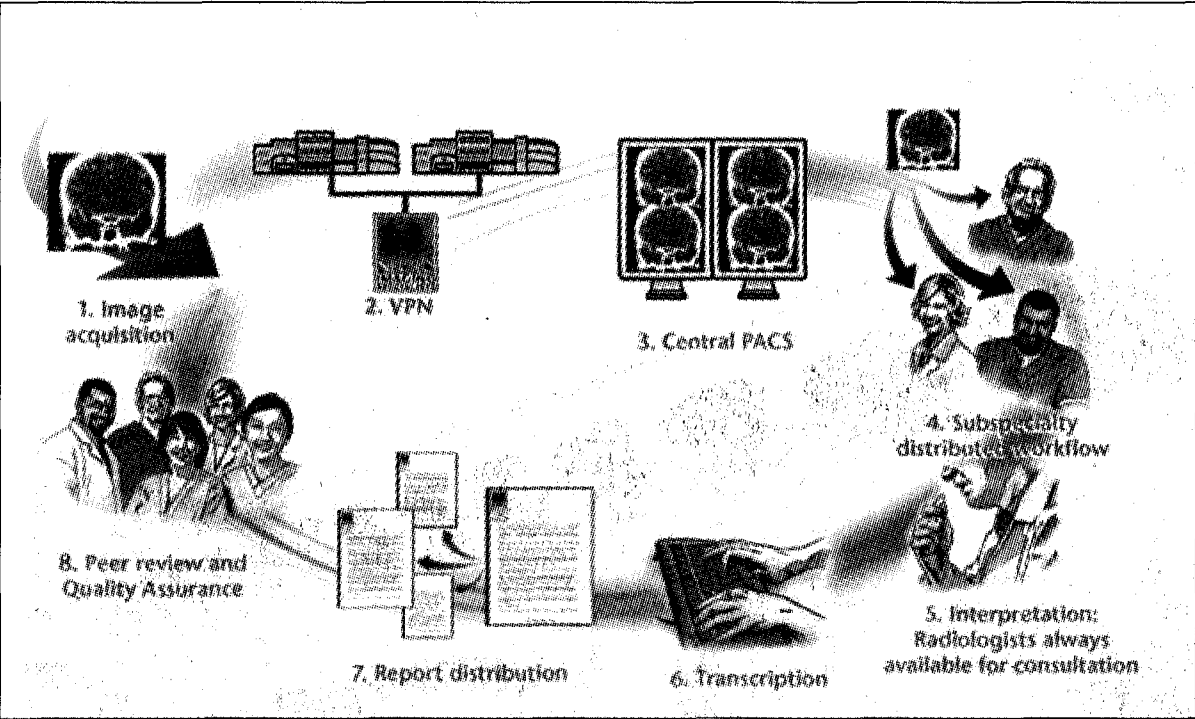 1. Image
acquisition
2. VPN
3. Central PACS
4. Subspecialty
distributed workflow
5. Interpretation:
Radiologists always
available for consultation
6. Transcription
7. Report distribution
8. Peer review and
Quality Assurance